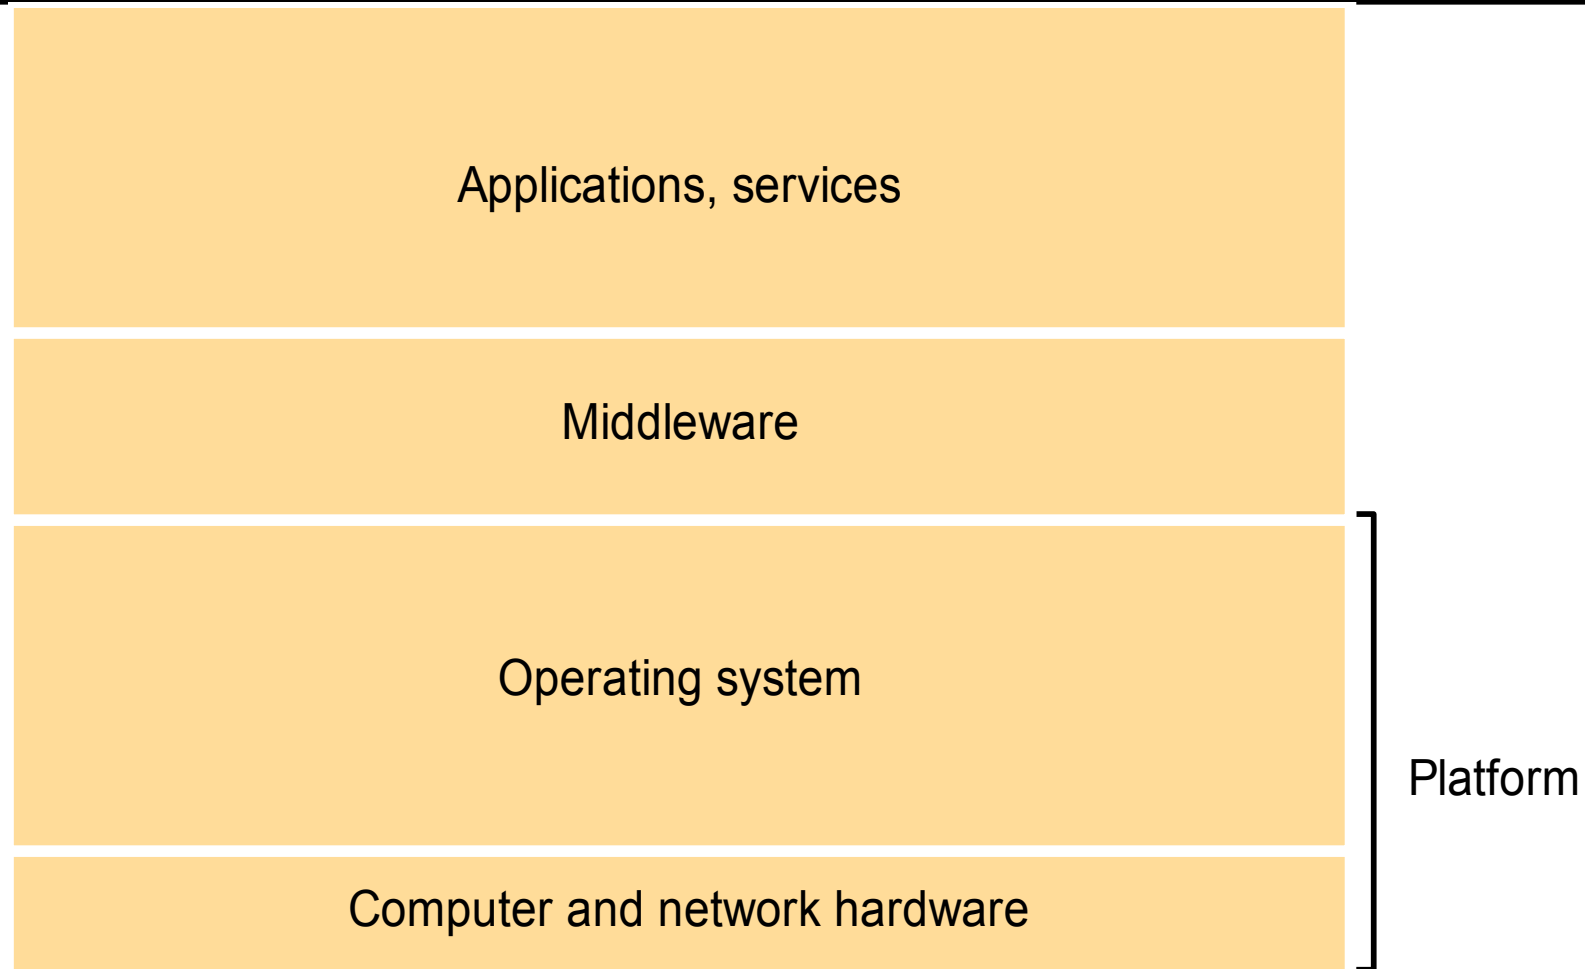 Applications, services
Middleware
Operating system
Platform
Computer and network hardware